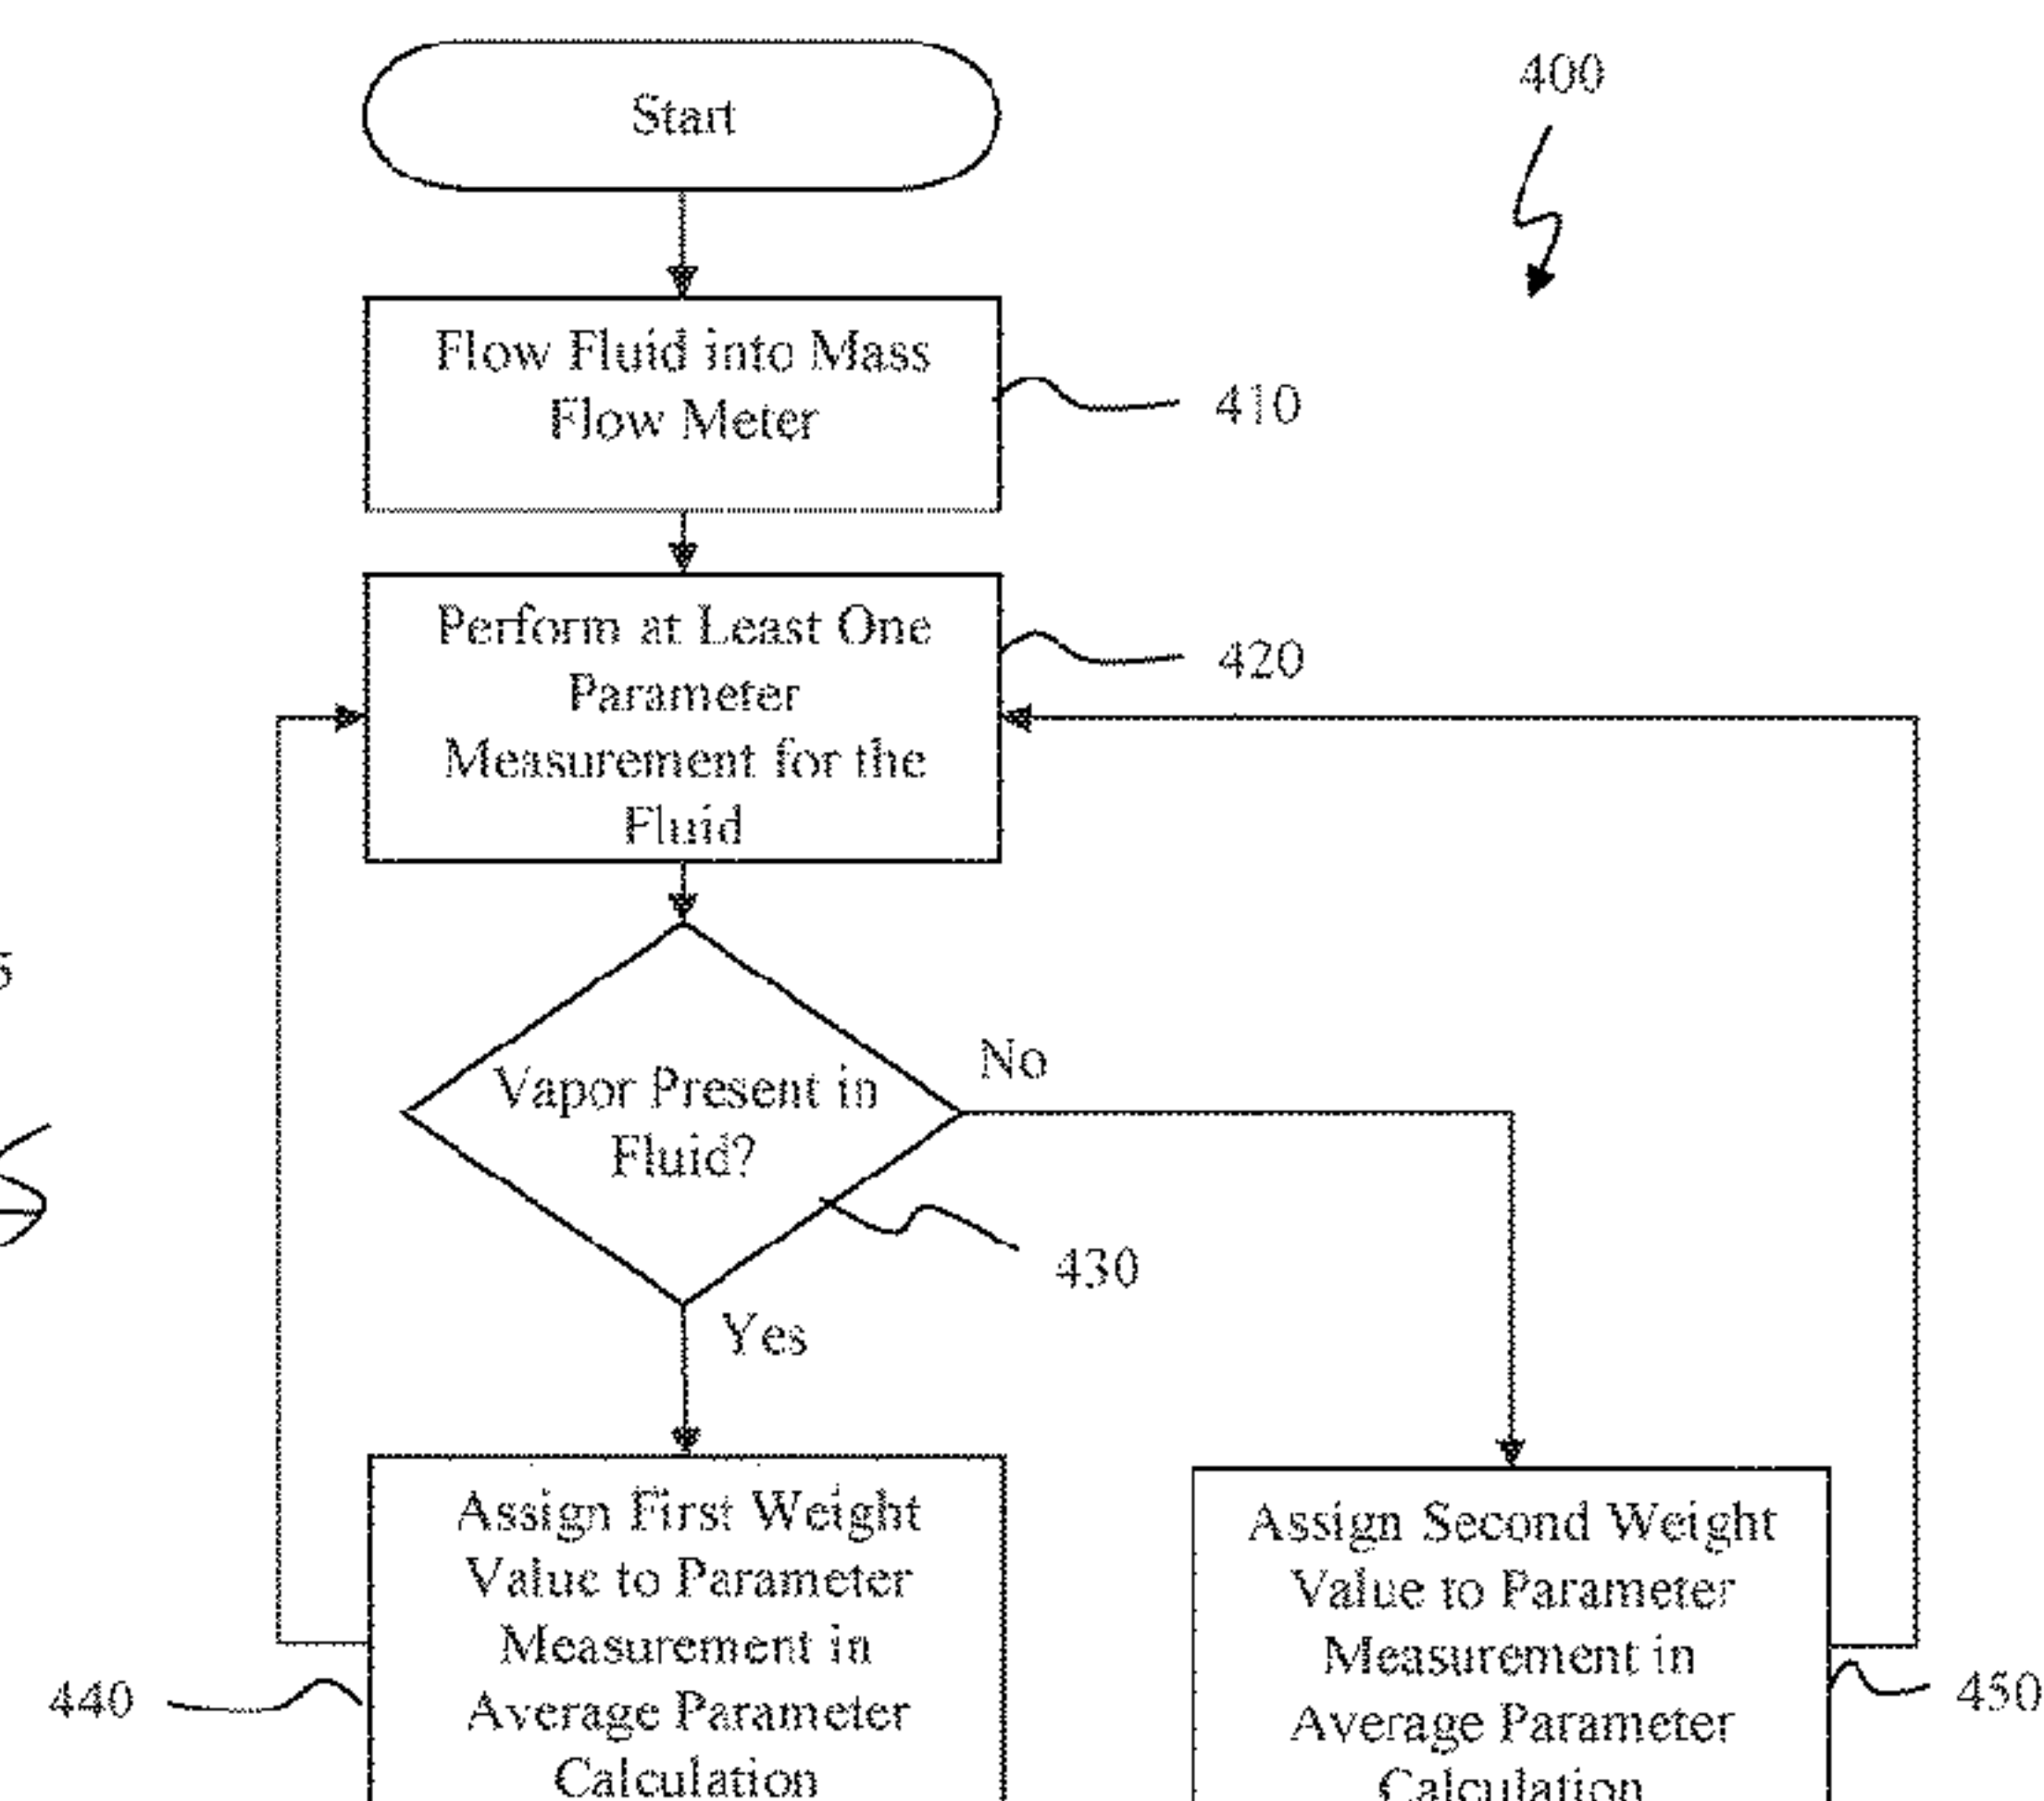 Start
400
Flow Fluid into Mass
Flow Meter
410
Perform at Least One
Parameter
Measurement for the
Fluid
420
5
Vapor Present in
Fluid?
No
430
Yes
Assign First Weight
Value to Parameter
Measurement in
Average Parameter
Calculation
440
Assign Second Weight
Value to Parameter
Measurement in
Average Parameter
Calculation
450